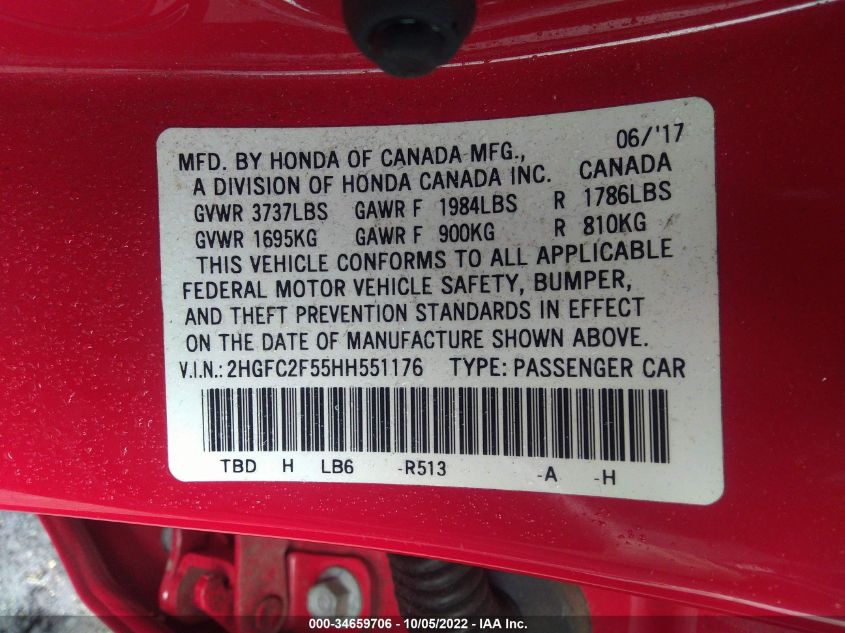 06/'17
MFD. BY HONDA OF CANADA MFG.,
A DIVISION OF HONDA CANADA INC. CANADA
GVWR 3737LBS GAWR F 1984LBS R 1786LBS
GVWR 1695KG GAWR F 900KG R 810KG
THIS VEHICLE CONFORMS TO ALL APPLICABLE
FEDERAL MOTOR VEHICLE SAFETY, BUMPER,
AND THEFT PREVENTION STANDARDS IN EFFECT
ON THE DATE OF MANUFACTURE SHOWN ABOVE.
V.I.N.: 2HGFC2F55HH551176 TYPE: PASSENGER CAR
TBD H LB6 -R513 -A -H
000-34659706 10/05/2022 - IAA Inc.